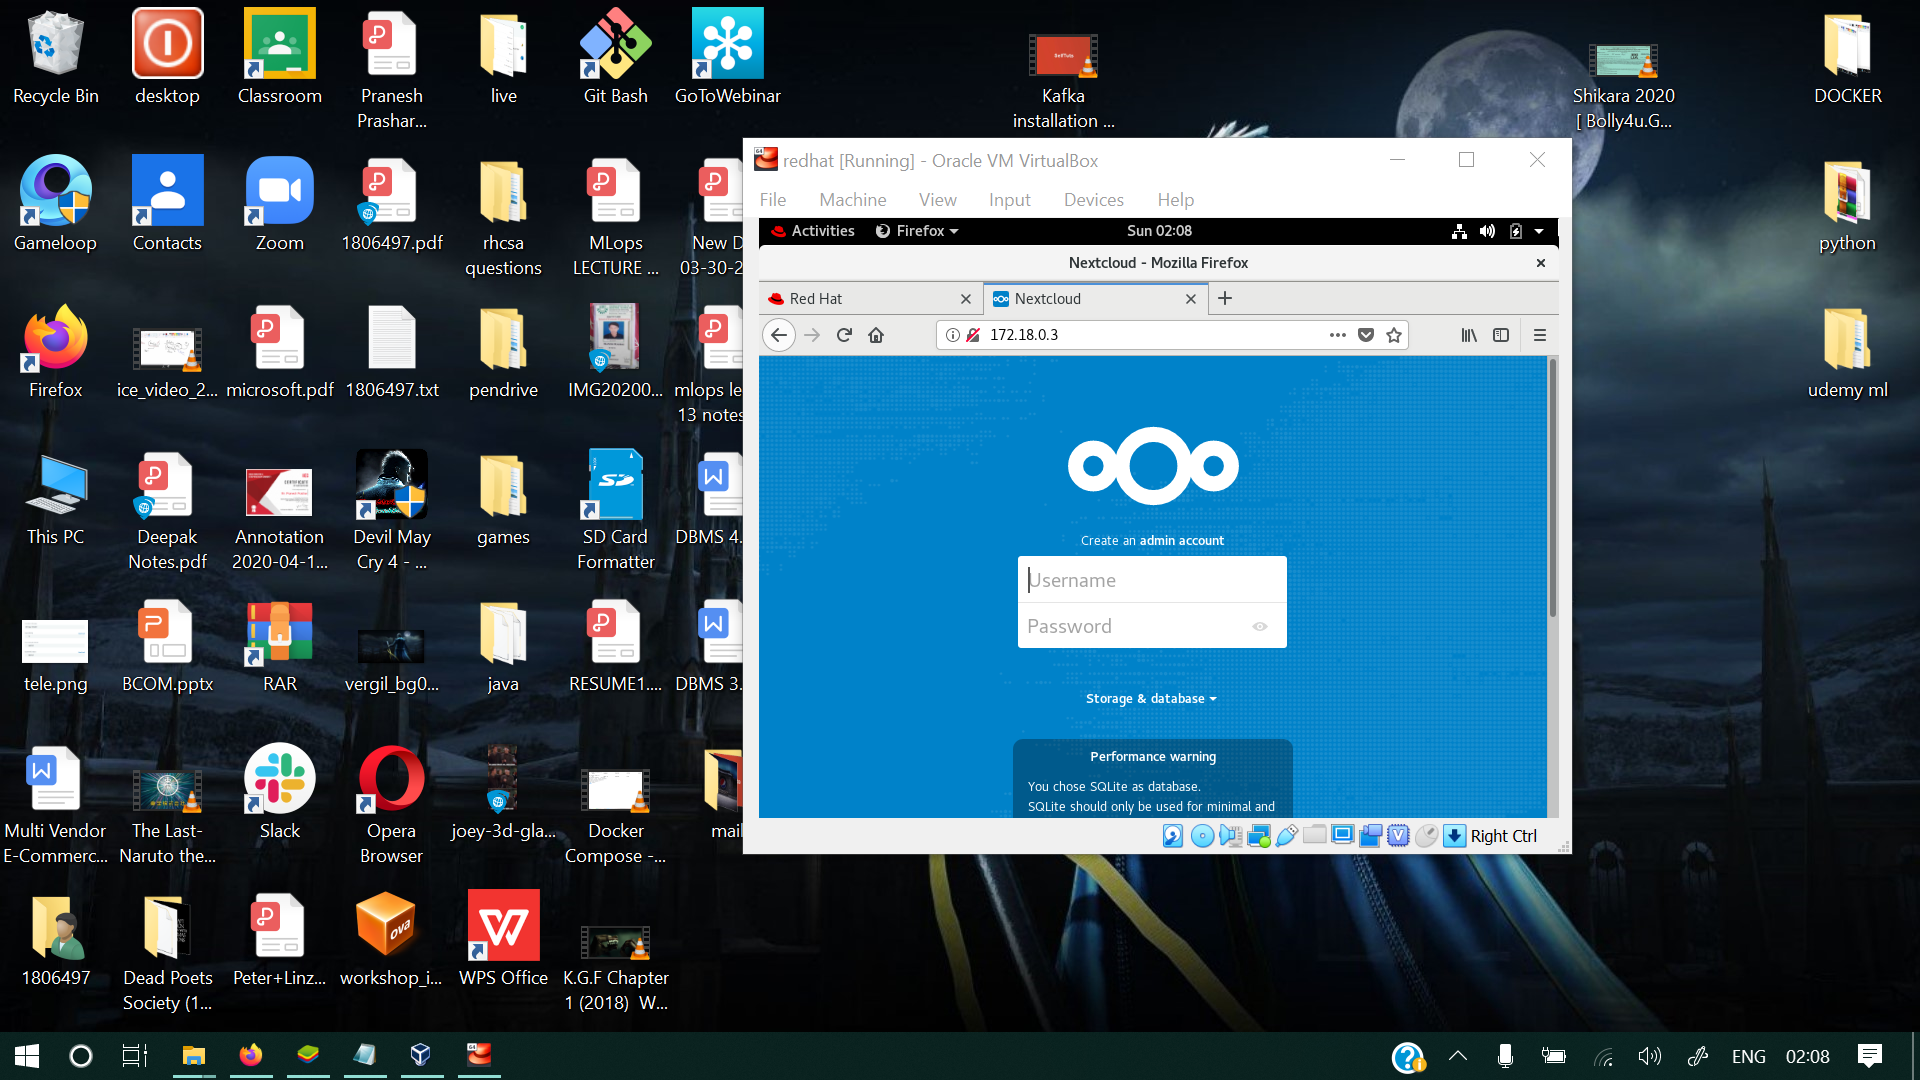 Recycle Bin
desktop
Classroom
Pranesh
Prashar...
live
Git Bash
GoToWebinar
Kafka
installation ...
Shikara 2020
[ Bolly4u.G...
DOCKER
Gameloop
Contacts
Zoom
1806497.pdf
rhcsa
questions
MLops
LECTURE ...
New D
03-30-2
python
Firefox
ice_video_2...
microsoft.pdf
1806497.txt
pendrive
IMG20200...
mlops le
13 notes
udemy ml
This PC
Deepak
Notes.pdf
Annotation
2020-04-1...
Devil May
Cry 4 - ...
games
SD Card
Formatter
DBMS 4.
tele.png
BCOM.pptx
RAR
vergil_bg0...
java
RESUME1....
DBMS 3.
Multi Vendor
E-Commerc...
The Last-
Naruto the...
Slack
Opera
Browser
joey-3d-gla...
Docker
Compose -...
mail
1806497
Dead Poets
Society (1...
Peter+Linz...
workshop_i...
WPS Office
K.G.F Chapter
1 (2018)  W...
redhat [Running] - Oracle VM VirtualBox
File Machine View Input Devices Help
Activities Firefox Sun 02:08
Nextcloud - Mozilla Firefox
Red Hat Nextcloud
172.18.0.3
Create an admin account
Username
Password
Storage & database
Performance warning
You chose SQLite as database.
SQLite should only be used for minimal and
Right Ctrl
ENG 02:08